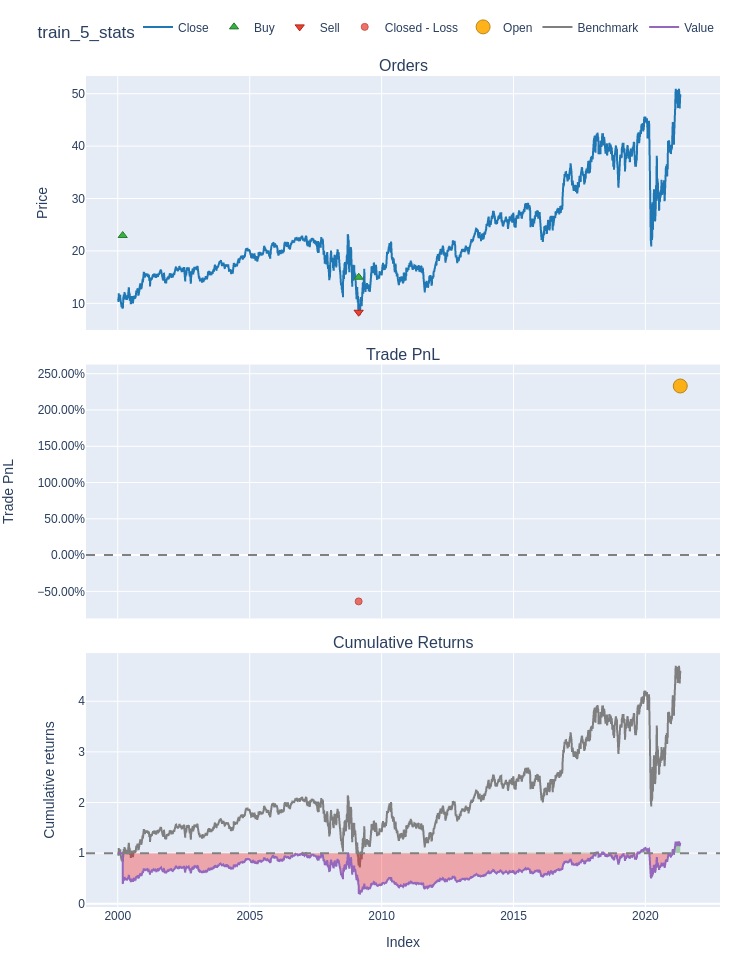 train_5_stats
Close
Buy
Sell
Closed - Loss
Open
Benchmark
Value
Orders
50
40
30
20
10
Price
Trade PnL
250.00%
200.00%
150.00%
100.00%
50.00%
0.00%
−50.00%
Trade PnL
Cumulative Returns
4
3
2
1
0
Cumulative returns
2000
2005
2010
2015
2020
Index